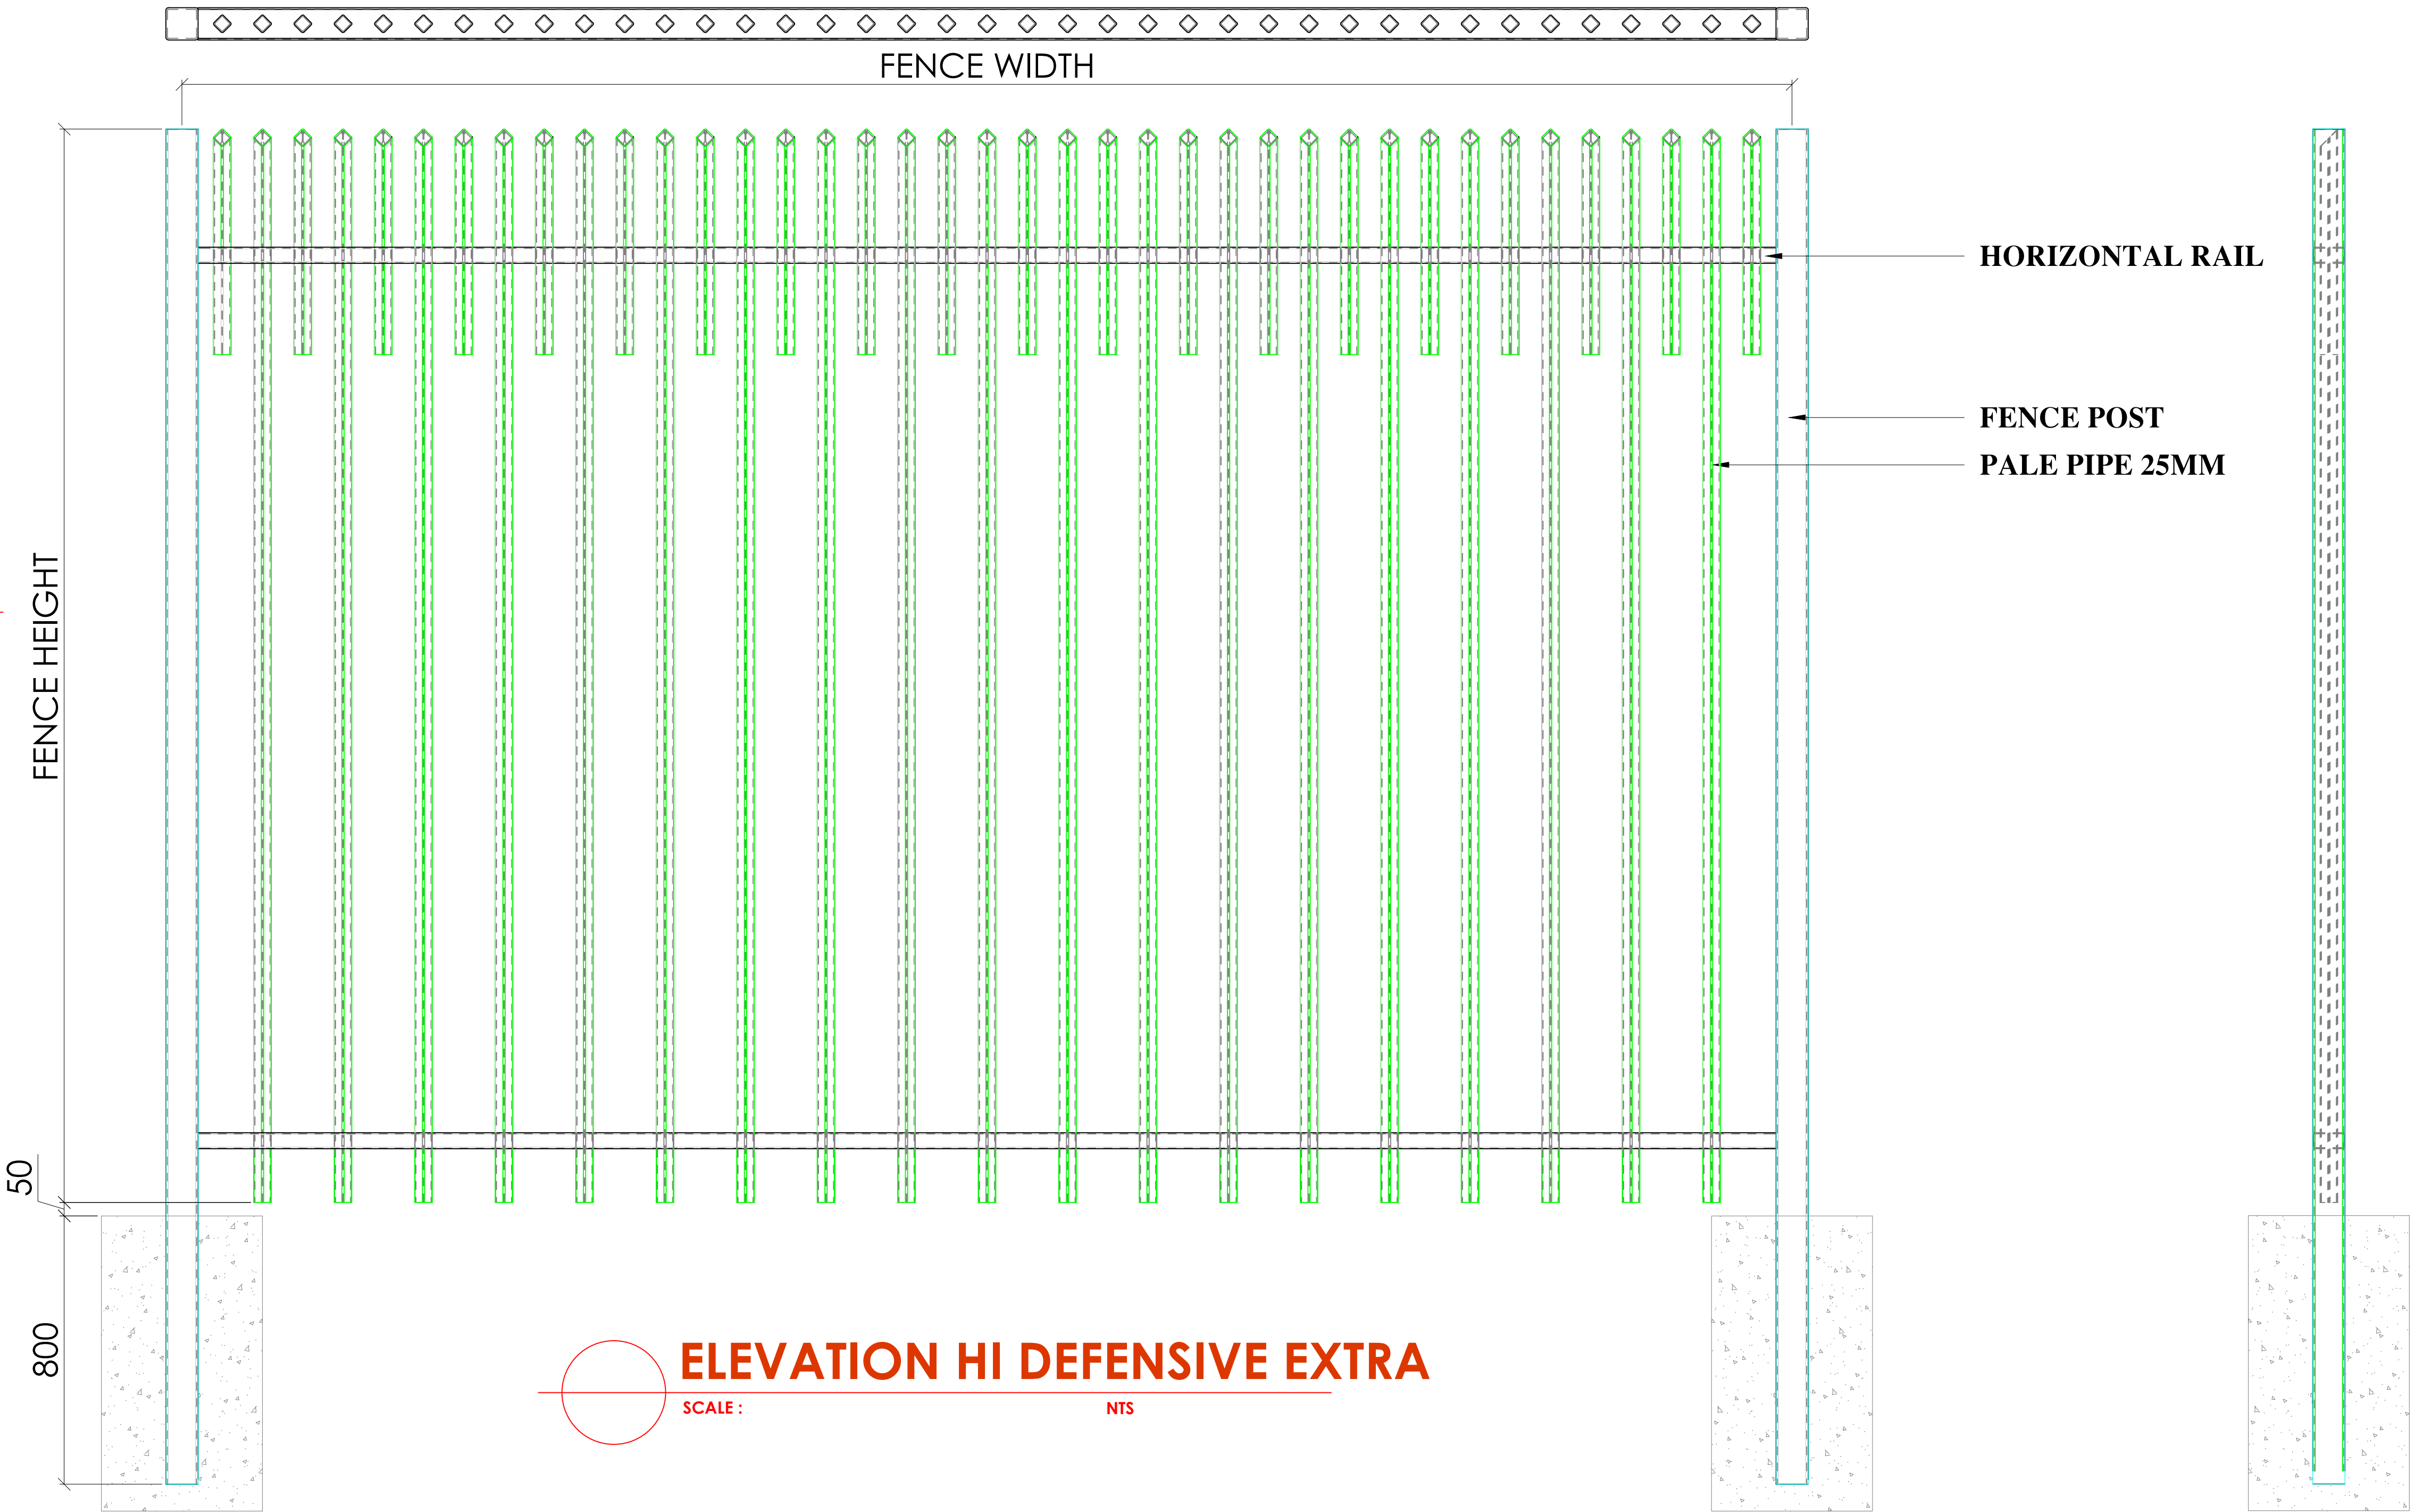 FENCE WIDTH
HORIZONTAL RAIL
FENCE POST
PALE PIPE 25MM
FENCE HEIGHT
50
800
ELEVATION HI DEFENSIVE EXTRA
SCALE : NTS